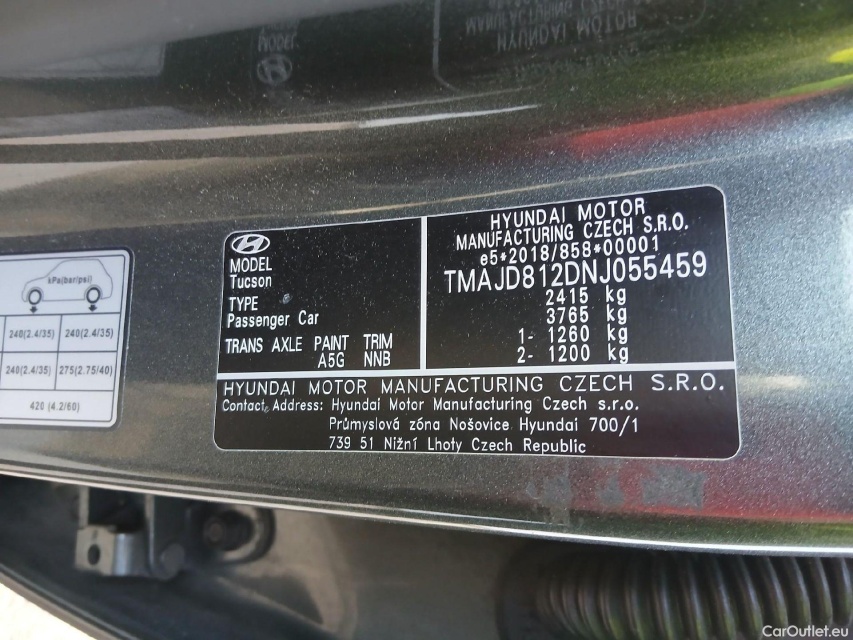 kPa(bar/psi)
240(2.4/35) 240(2.4/35)
240(2.4/35) 275(2.75/40)
420 (4.2/60)
MODEL
Tucson
TYPE
Passenger Car
TRANS AXLE PAINT TRIM
A5G NNB
HYUNDAI MOTOR
MANUFACTURING CZECH S.R.O.
e5*2018/858*00001
TMAJD812DNJ055459
2415 kg
3765 kg
1- 1260 kg
2- 1200 kg
HYUNDAI MOTOR MANUFACTURING CZECH S.R.O.
Contact Address: Hyundai Motor Manufacturing Czech s.r.o.
Průmyslová zóna Nošovice Hyundai 700/1
739 51 Nižní Lhoty Czech Republic
CarOutlet.eu